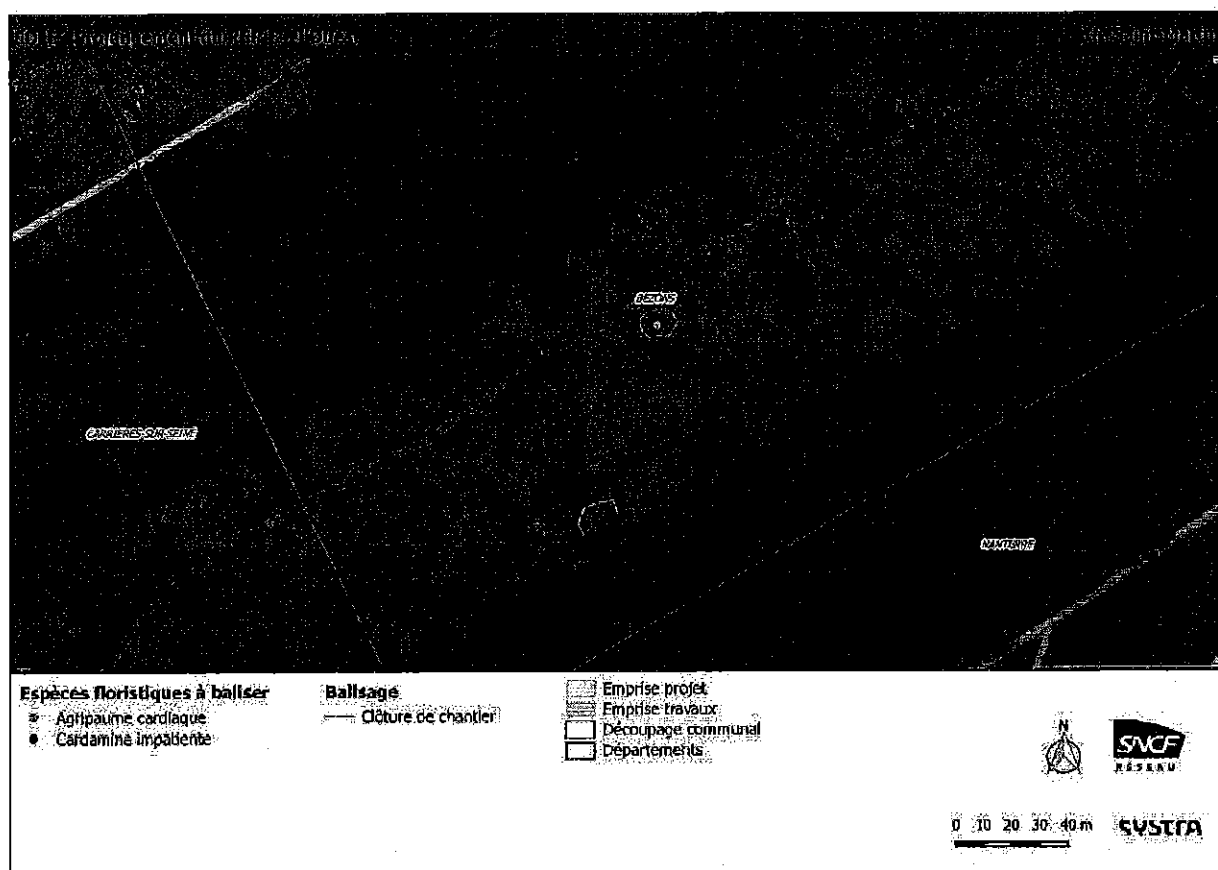 BEZONS
CARRIERES-SUR-SEINE
NANTERRE
Espèces floristiques à baliser
Agripaume cardiaque
Cardamine impatiente
Balisage
Clôture de chantier
Emprise projet
Emprise travaux
Découpage communal
Départements
N
SNCF
RÉSEAU
0 10 20 30 40 m
SYSTRA